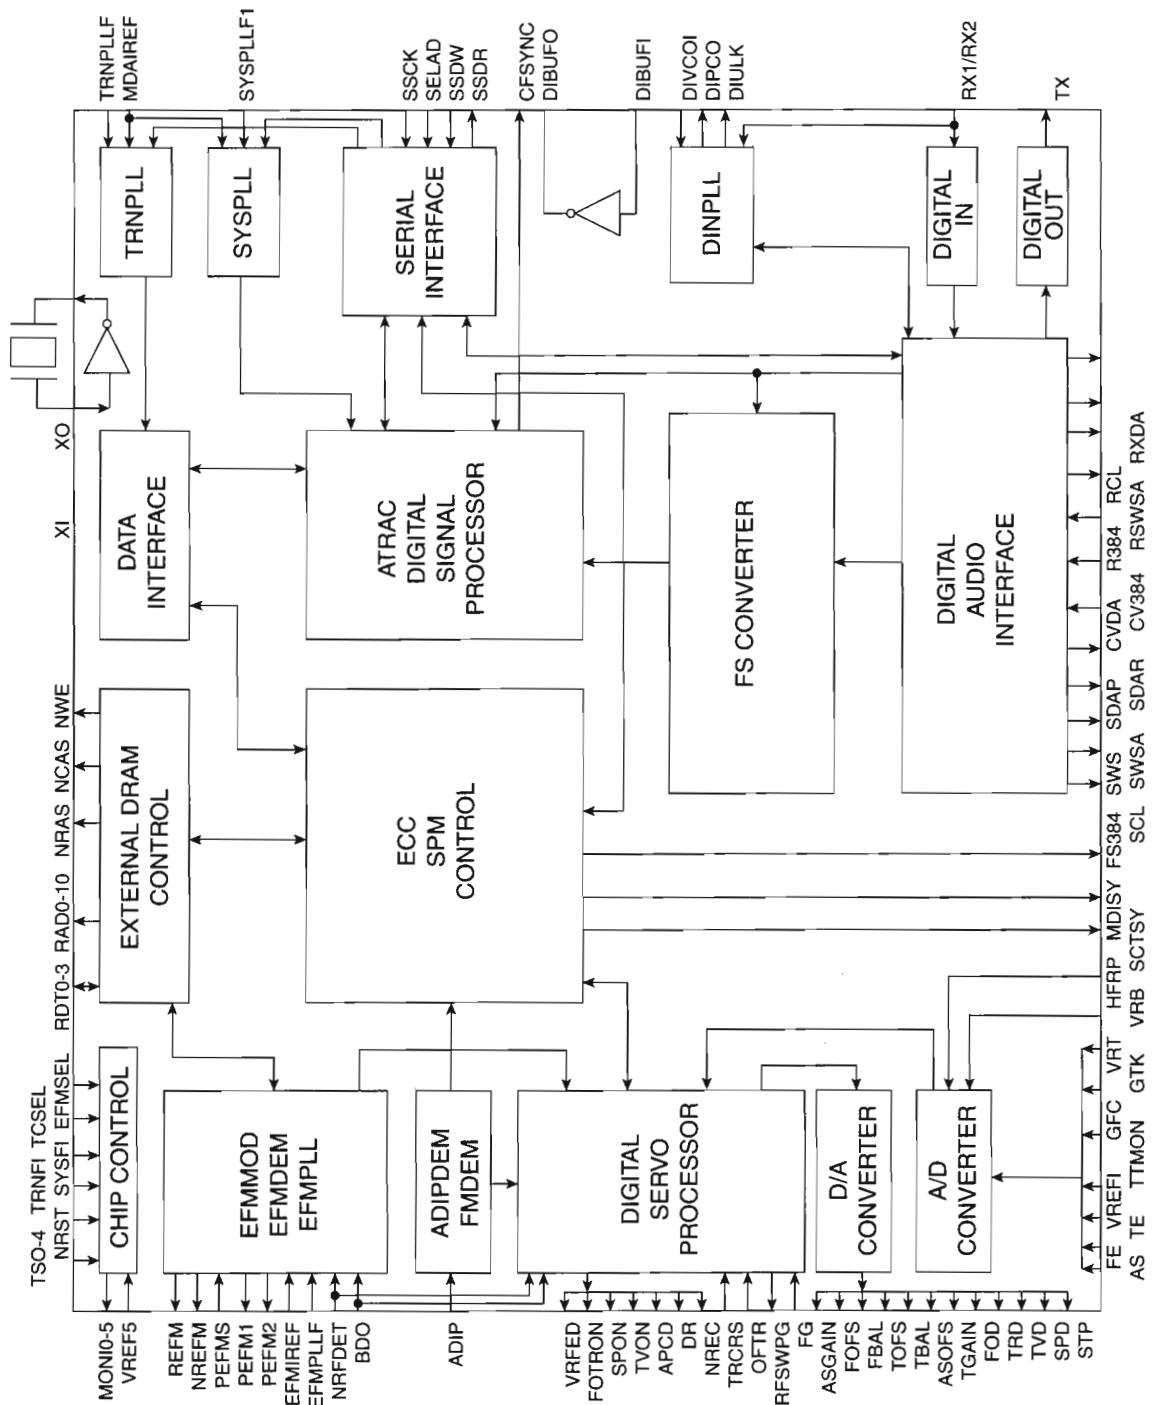 TRNPLLF
MDAIREF
SYSPLLF1
SSCK
SELAD
SSDW
SSDR
CFSYNC
DIBUFO
DIBUFI
DIVCOI
DIPCO
DIULK
RX1/RX2
TX
TRNPLL
SYSPLL
SERIAL
INTERFACE
DINPLL
DIGITAL
IN
DIGITAL
OUT
XO
XI
DATA
INTERFACE
ATRAC
DIGITAL
SIGNAL
PROCESSOR
FS CONVERTER
DIGITAL
AUDIO
INTERFACE
RXDA
RCL
RSWSA
R384
CV384
CVDA
SDAR
SDAP
SWSA
SWS
SCL
FS384
NWE
NCAS
NRAS
RAD0-10
RDT0-3
EXTERNAL DRAM
CONTROL
ECC
SPM
CONTROL
MDISY
SCTSY
HFRP
VRB
VRT
GTK
GFC
TTMON
VREFI
TE
FE
AS
EFMSEL
TCSEL
SYSFI
TRNFI
NRST
TSO-4
CHIP CONTROL
EFMMOD
EFMDEM
EFMPLL
ADIPDEM
FMDEM
DIGITAL
SERVO
PROCESSOR
D/A
CONVERTER
A/D
CONVERTER
MONI0-5
VREF5
REFM
NREFM
PEFMS
PEFM1
PEFM2
EFMIREF
EFMPLLF
NRFDET
BDO
ADIP
VRFED
FOTRON
SPON
TVON
APCD
DR
NREC
TRCRS
OFTR
RFSWPG
FG
ASGAIN
FOFS
FBAL
TOFS
TBAL
ASOFS
TGAIN
FOD
TRD
TVD
SPD
STP